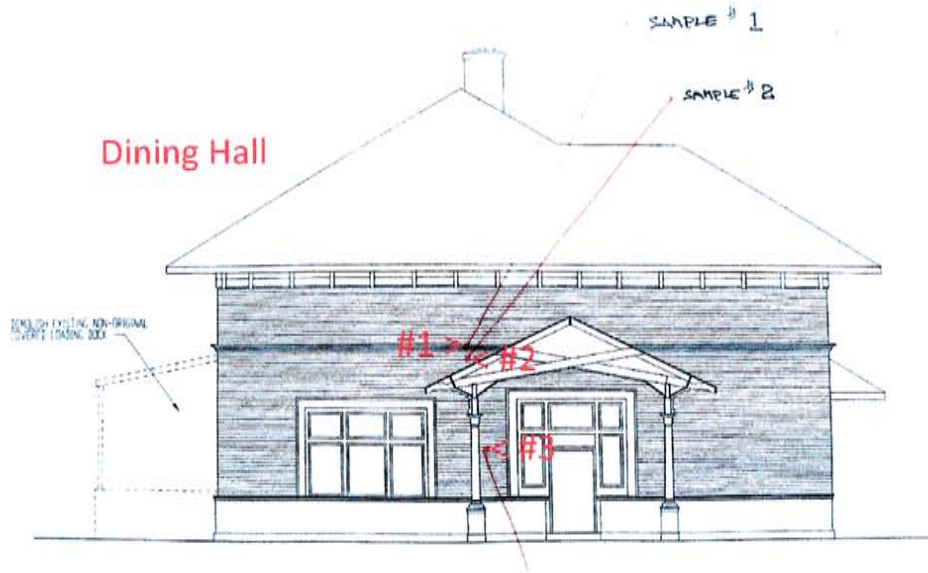 SAMPLE # 1
SAMPLE # 2
Dining Hall
DEMOLISH EXISTING NON-ORIGINAL
COVERED LOADING DOCK
#1 >
< #2
< #3